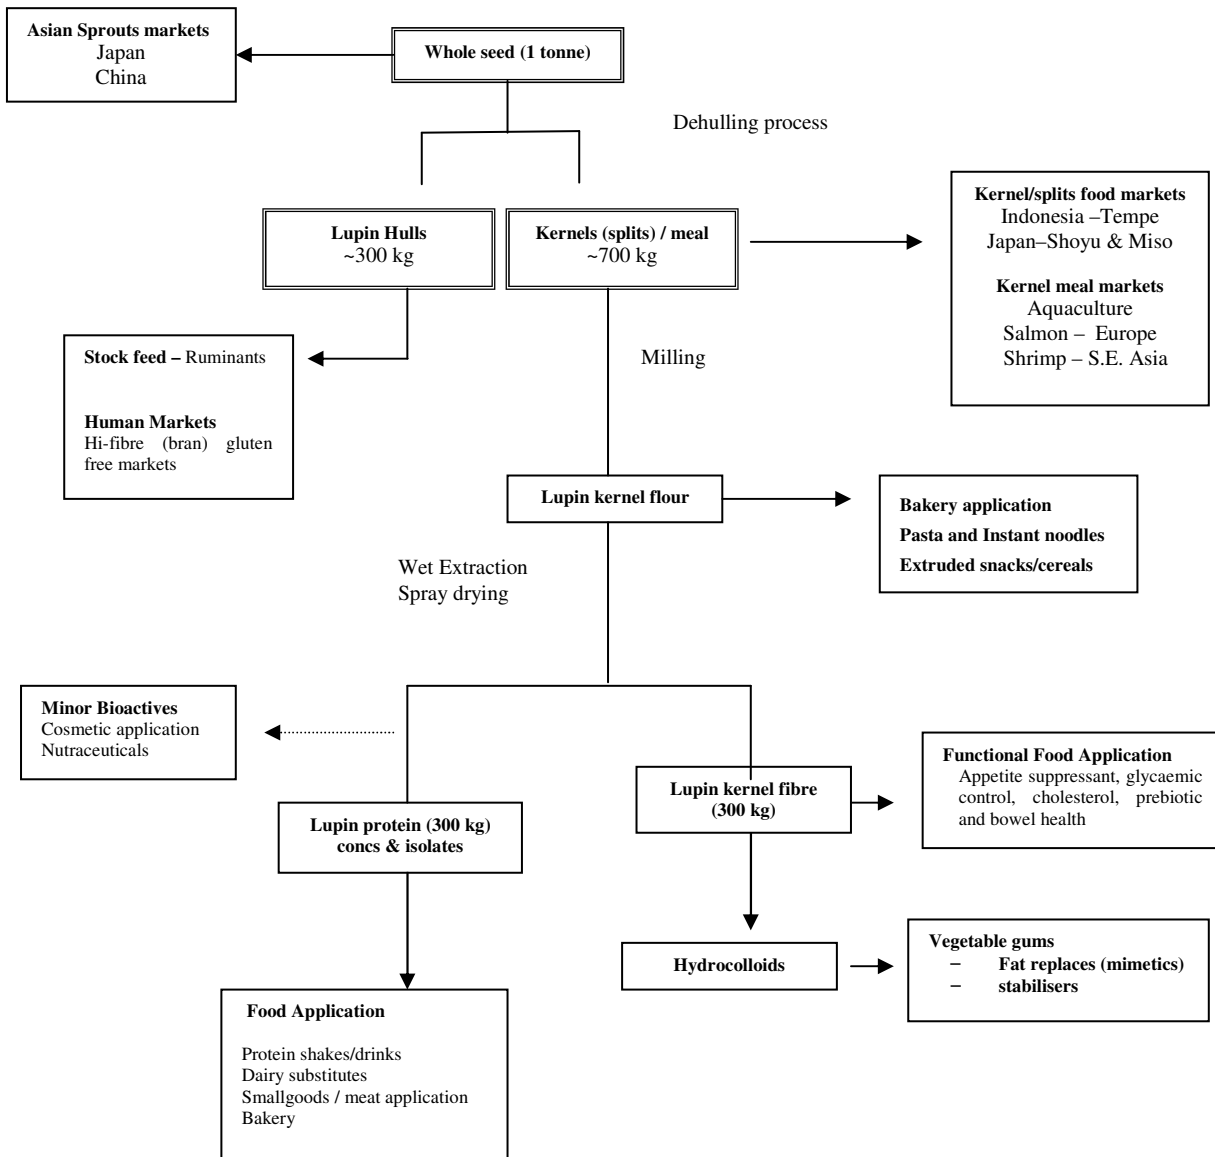 Asian Sprouts markets
Japan
China
Whole seed (1 tonne)
Dehulling process
Lupin Hulls
~300 kg
Kernels (splits) / meal
~700 kg
Kernel/splits food markets
Indonesia –Tempe
Japan–Shoyu & Miso
Kernel meal markets
Aquaculture
Salmon – Europe
Shrimp – S.E. Asia
Stock feed – Ruminants
Human Markets
Hi-fibre (bran) gluten
free markets
Milling
Lupin kernel flour
Bakery application
Pasta and Instant noodles
Extruded snacks/cereals
Wet Extraction
Spray drying
Minor Bioactives
Cosmetic application
Nutraceuticals
Lupin protein (300 kg)
concs & isolates
Lupin kernel fibre
(300 kg)
Functional Food Application
Appetite suppressant, glycaemic
control, cholesterol, prebiotic
and bowel health
Hydrocolloids
Vegetable gums
– Fat replaces (mimetics)
– stabilisers
Food Application
Protein shakes/drinks
Dairy substitutes
Smallgoods / meat application
Bakery